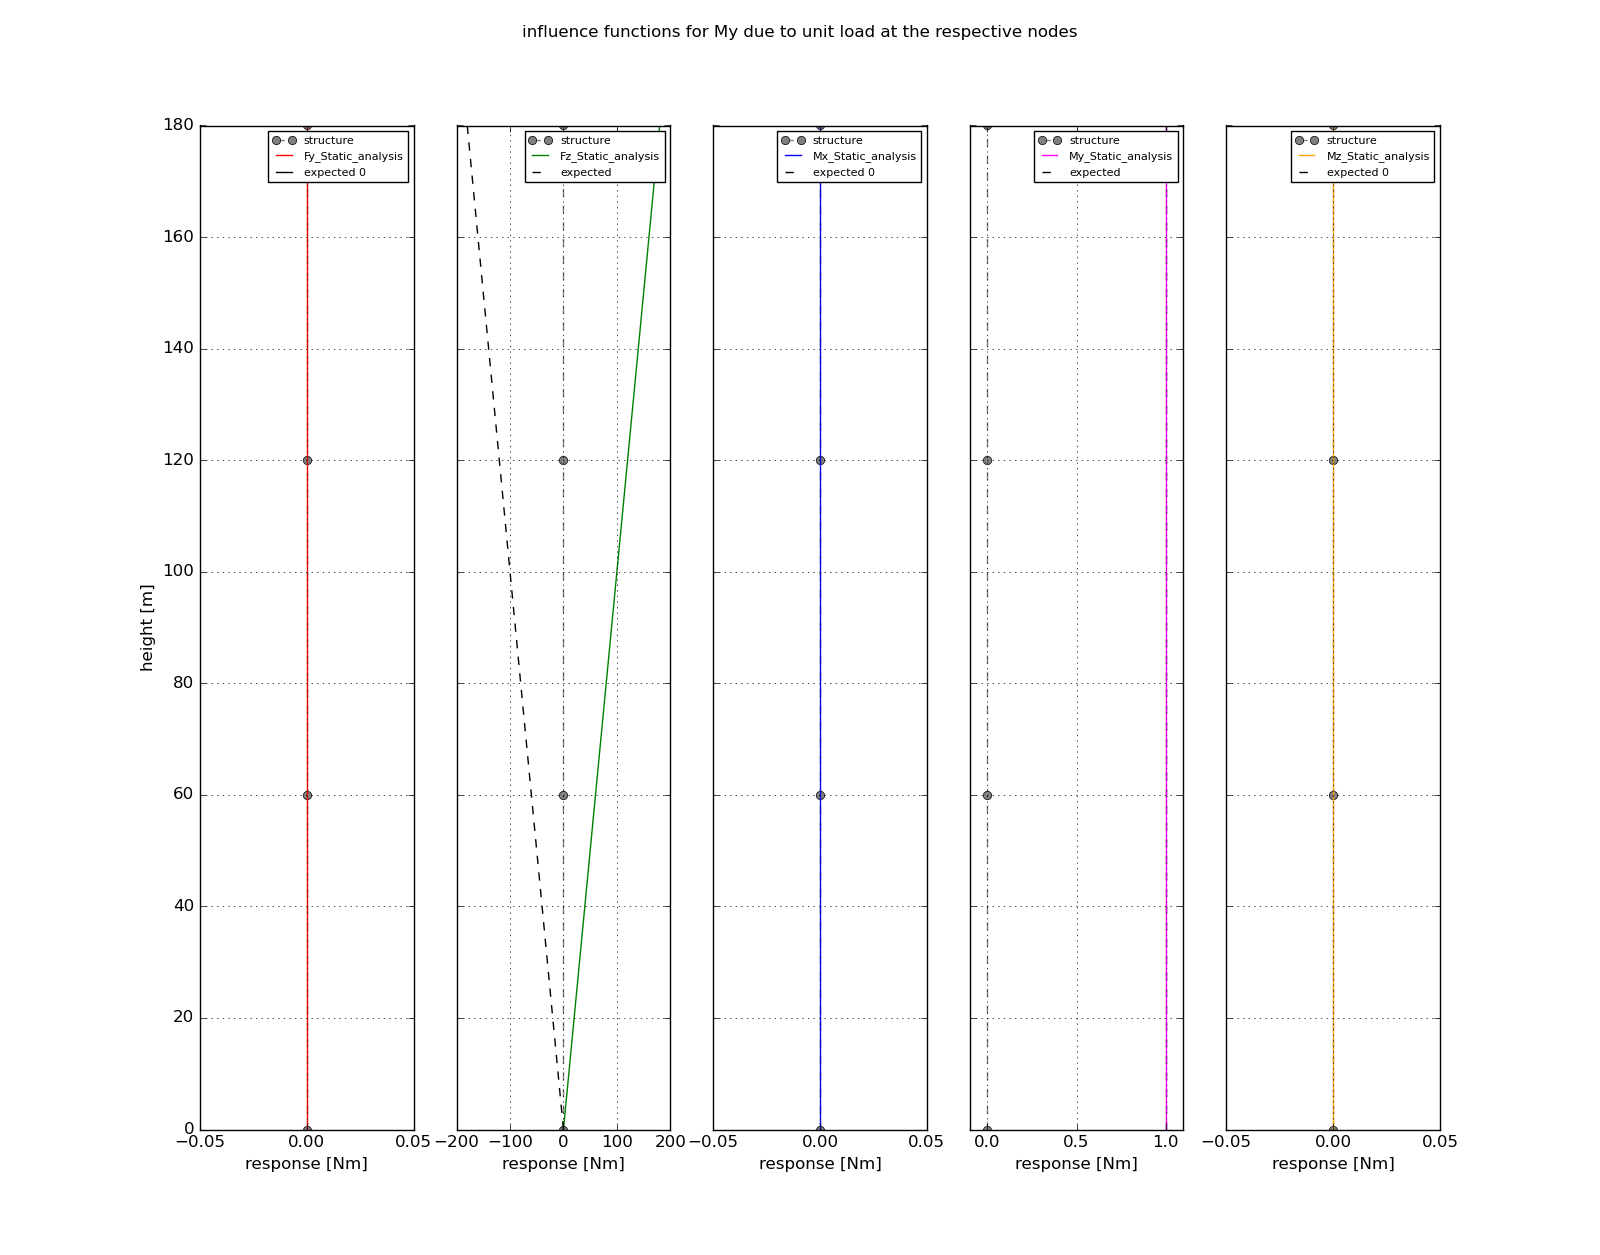 influence functions for My due to unit load at the respective nodes
height [m]
180
160
140
120
100
80
60
40
20
0
structure
Fy_Static_analysis
expected 0
−0.05
0.00
0.05
response [Nm]
structure
Fz_Static_analysis
expected
−200
−100
0
100
200
response [Nm]
structure
Mx_Static_analysis
expected 0
−0.05
0.00
0.05
response [Nm]
structure
My_Static_analysis
expected
0.0
0.5
1.0
response [Nm]
structure
Mz_Static_analysis
expected 0
−0.05
0.00
0.05
response [Nm]